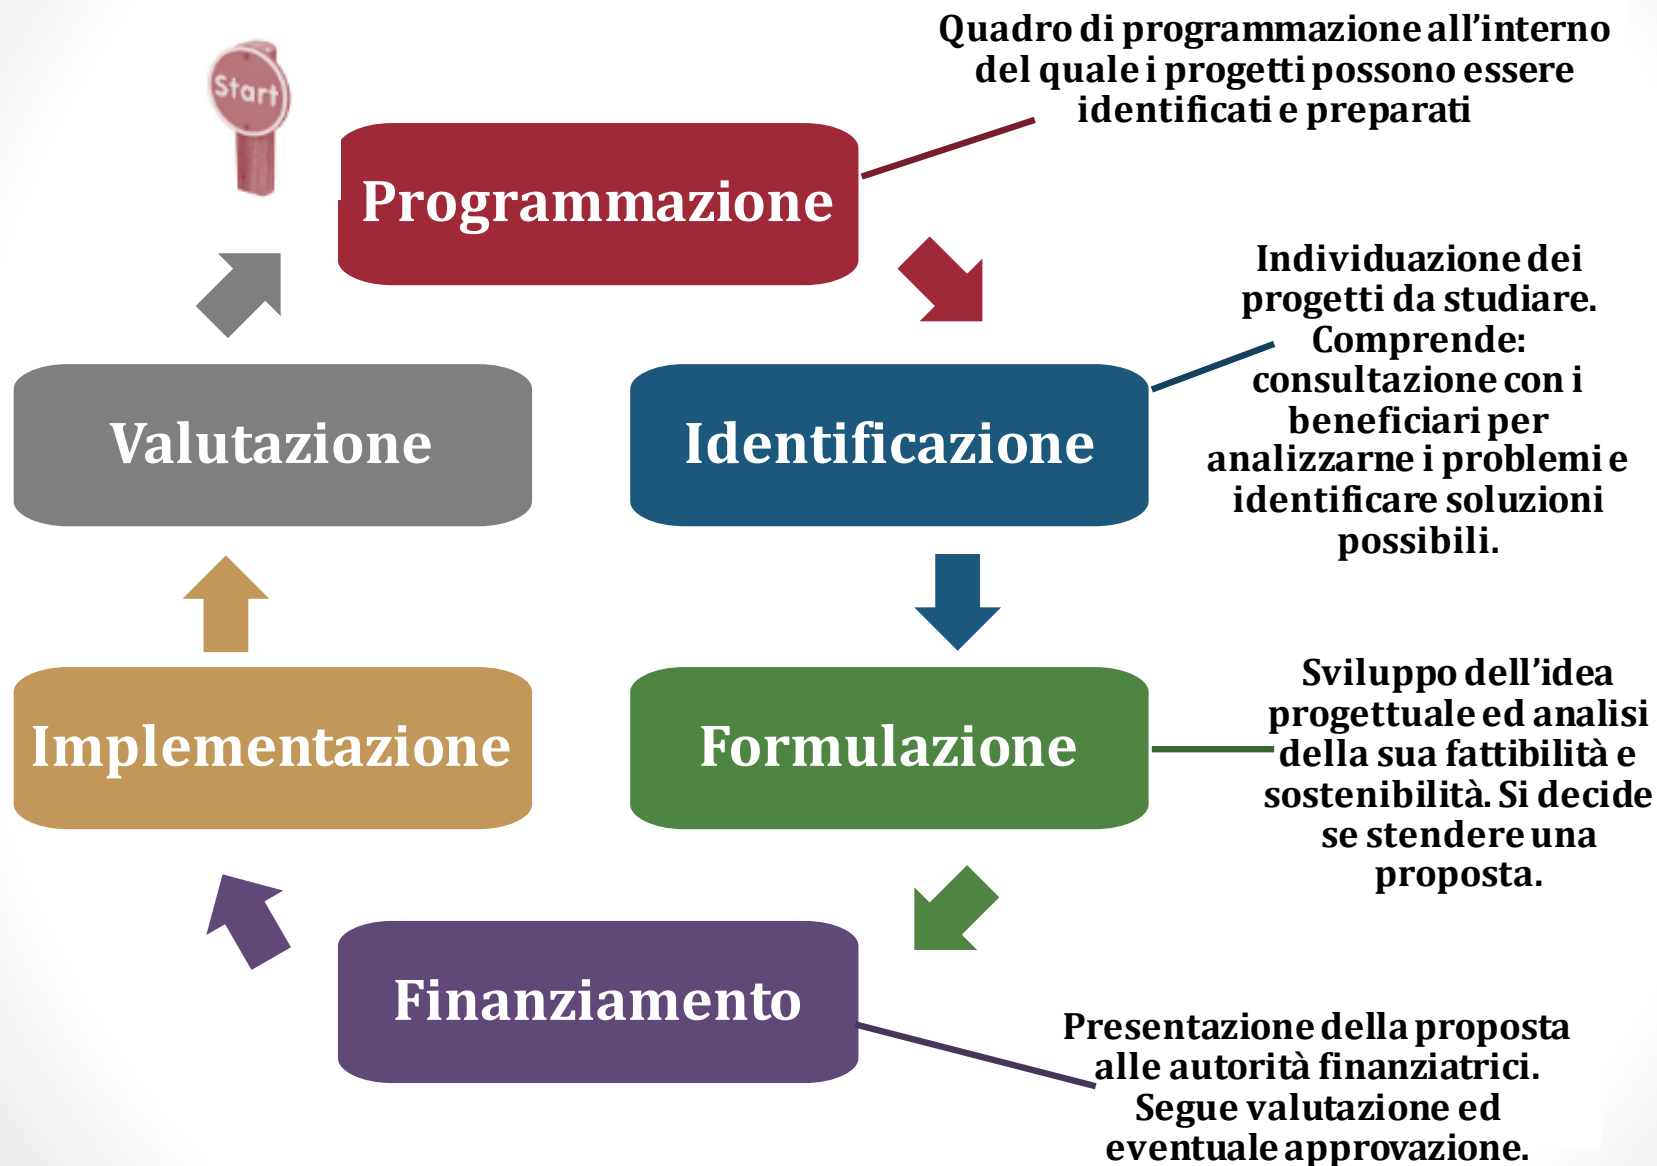 Start
Quadro di programmazione all’interno
del quale i progetti possono essere
identificati e preparati
Programmazione
Individuazione dei
progetti da studiare.
Comprende:
consultazione con i
beneficiari per
analizzarne i problemi e
identificare soluzioni
possibili.
Valutazione
Identificazione
Sviluppo dell’idea
progettuale ed analisi
della sua fattibilità e
sostenibilità. Si decide
se stendere una
proposta.
Implementazione
Formulazione
Finanziamento
Presentazione della proposta
alle autorità finanziatrici.
Segue valutazione ed
eventuale approvazione.